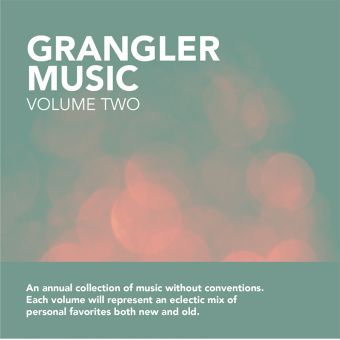 GRANGLER
MUSIC
VOLUME TWO
An annual collection of music without conventions.
Each volume will represent an eclectic mix of
personal favorites both new and old.